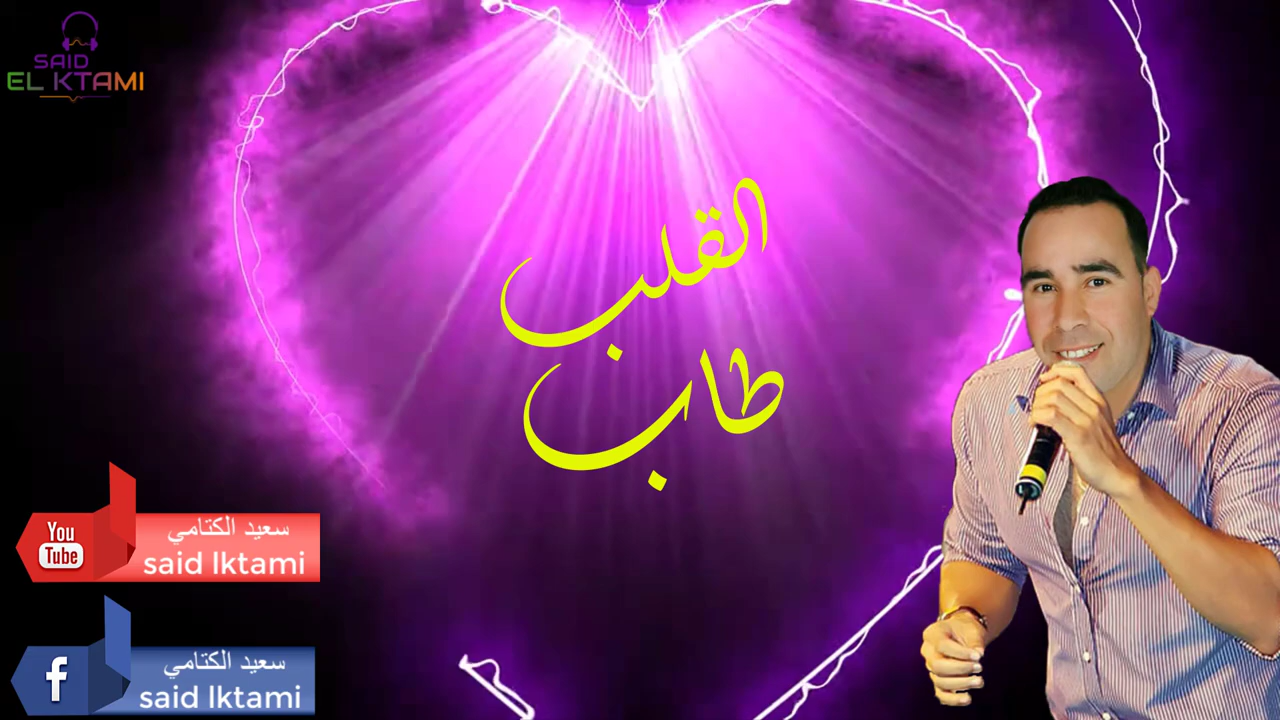 SAID
EL KTAMI
القلب
طاب
You
Tube
سعيد الكتامي
said lktami
f
سعيد الكتامي
said lktami